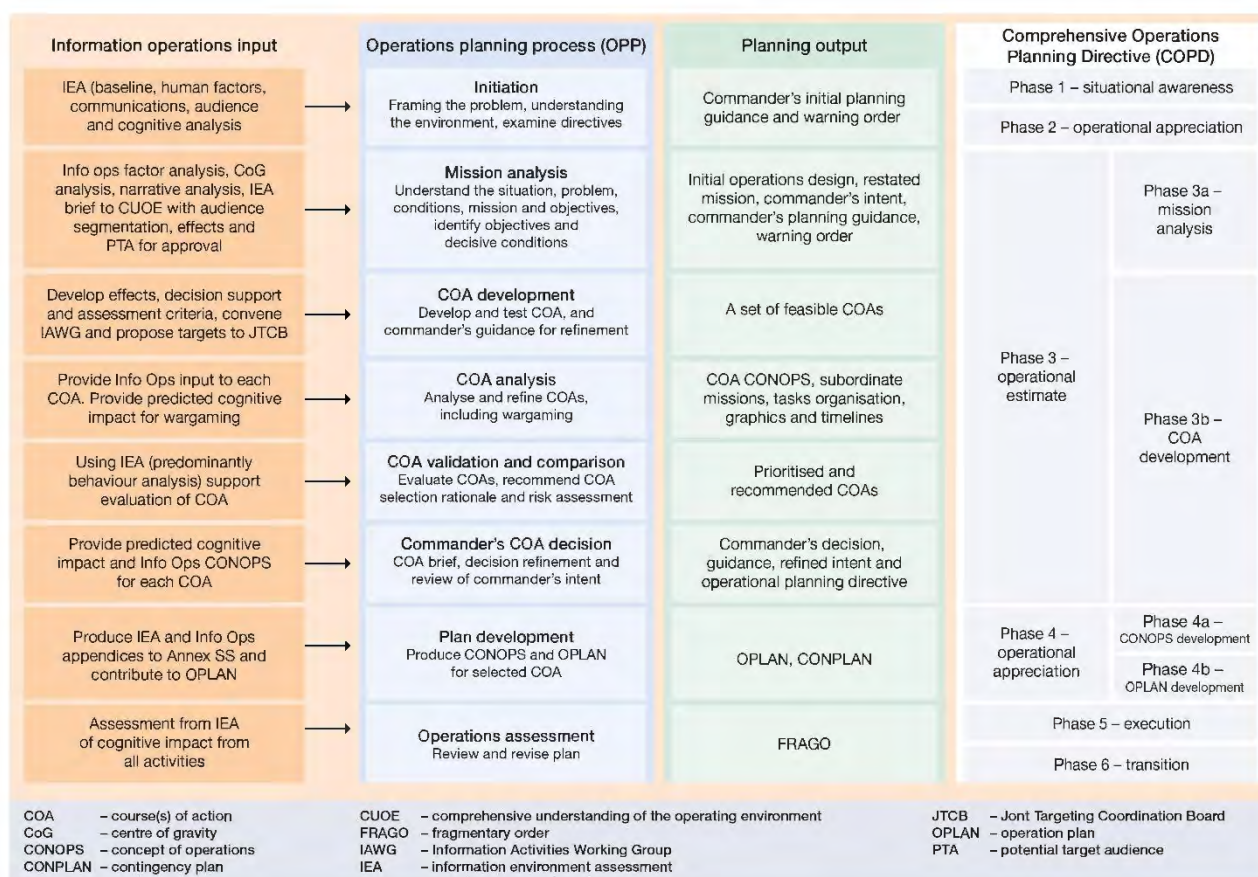 Information operations input
Operations planning process (OPP)
Planning output
Comprehensive Operations
Planning Directive (COPD)
IEA (baseline, human factors,
communications, audience
and cognitive analysis
Initiation
Framing the problem, understanding
the environment, examine directives
Commander's initial planning
guidance and warning order
Phase 1 – situational awareness
Phase 2 – operational appreciation
Info ops factor analysis, CoG
analysis, narrative analysis, IEA
brief to CUOE with audience
segmentation, effects and
PTA for approval
Mission analysis
Understand the situation, problem,
conditions, mission and objectives,
identify objectives and
decisive conditions
Initial operations design, restated
mission, commander's intent,
commander's planning guidance,
warning order
Phase 3 –
operational
estimate
Phase 3a –
mission
analysis
Develop effects, decision support
and assessment criteria, convene
IAWG and propose targets to JTCB
COA development
Develop and test COA, and
commander's guidance for refinement
A set of feasible COAs
Phase 3b –
COA
development
Provide Info Ops input to each
COA. Provide predicted cognitive
impact for wargaming
COA analysis
Analyse and refine COAs,
including wargaming
COA CONOPS, subordinate
missions, tasks organisation,
graphics and timelines
Using IEA (predominantly
behaviour analysis) support
evaluation of COA
COA validation and comparison
Evaluate COAs, recommend COA
selection rationale and risk assessment
Prioritised and
recommended COAs
Provide predicted cognitive
impact and Info Ops CONOPS
for each COA
Commander's COA decision
COA brief, decision refinement and
review of commander's intent
Commander's decision,
guidance, refined intent and
operational planning directive
Produce IEA and Info Ops
appendices to Annex SS and
contribute to OPLAN
Plan development
Produce CONOPS and OPLAN
for selected COA
OPLAN, CONPLAN
Phase 4 –
operational
appreciation
Phase 4a –
CONOPS development
Phase 4b –
OPLAN development
Assessment from IEA
of cognitive impact from
all activities
Operations assessment
Review and revise plan
FRAGO
Phase 5 – execution
Phase 6 – transition
COA – course(s) of action
CoG – centre of gravity
CONOPS – concept of operations
CONPLAN – contingency plan
CUOE – comprehensive understanding of the operating environment
FRAGO – fragmentary order
IAWG – Information Activities Working Group
IEA – information environment assessment
JTCB – Jont Targeting Coordination Board
OPLAN – operation plan
PTA – potential target audience